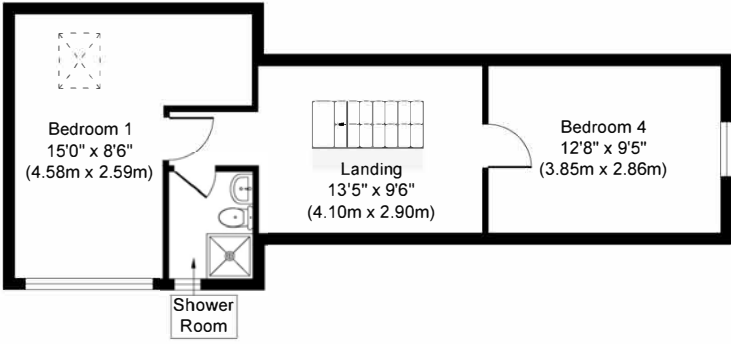 Bedroom 1
15'0" x 8'6"
(4.58m x 2.59m)
Landing
13'5" x 9'6"
(4.10m x 2.90m)
Bedroom 4
12'8" x 9'5"
(3.85m x 2.86m)
Shower
Room